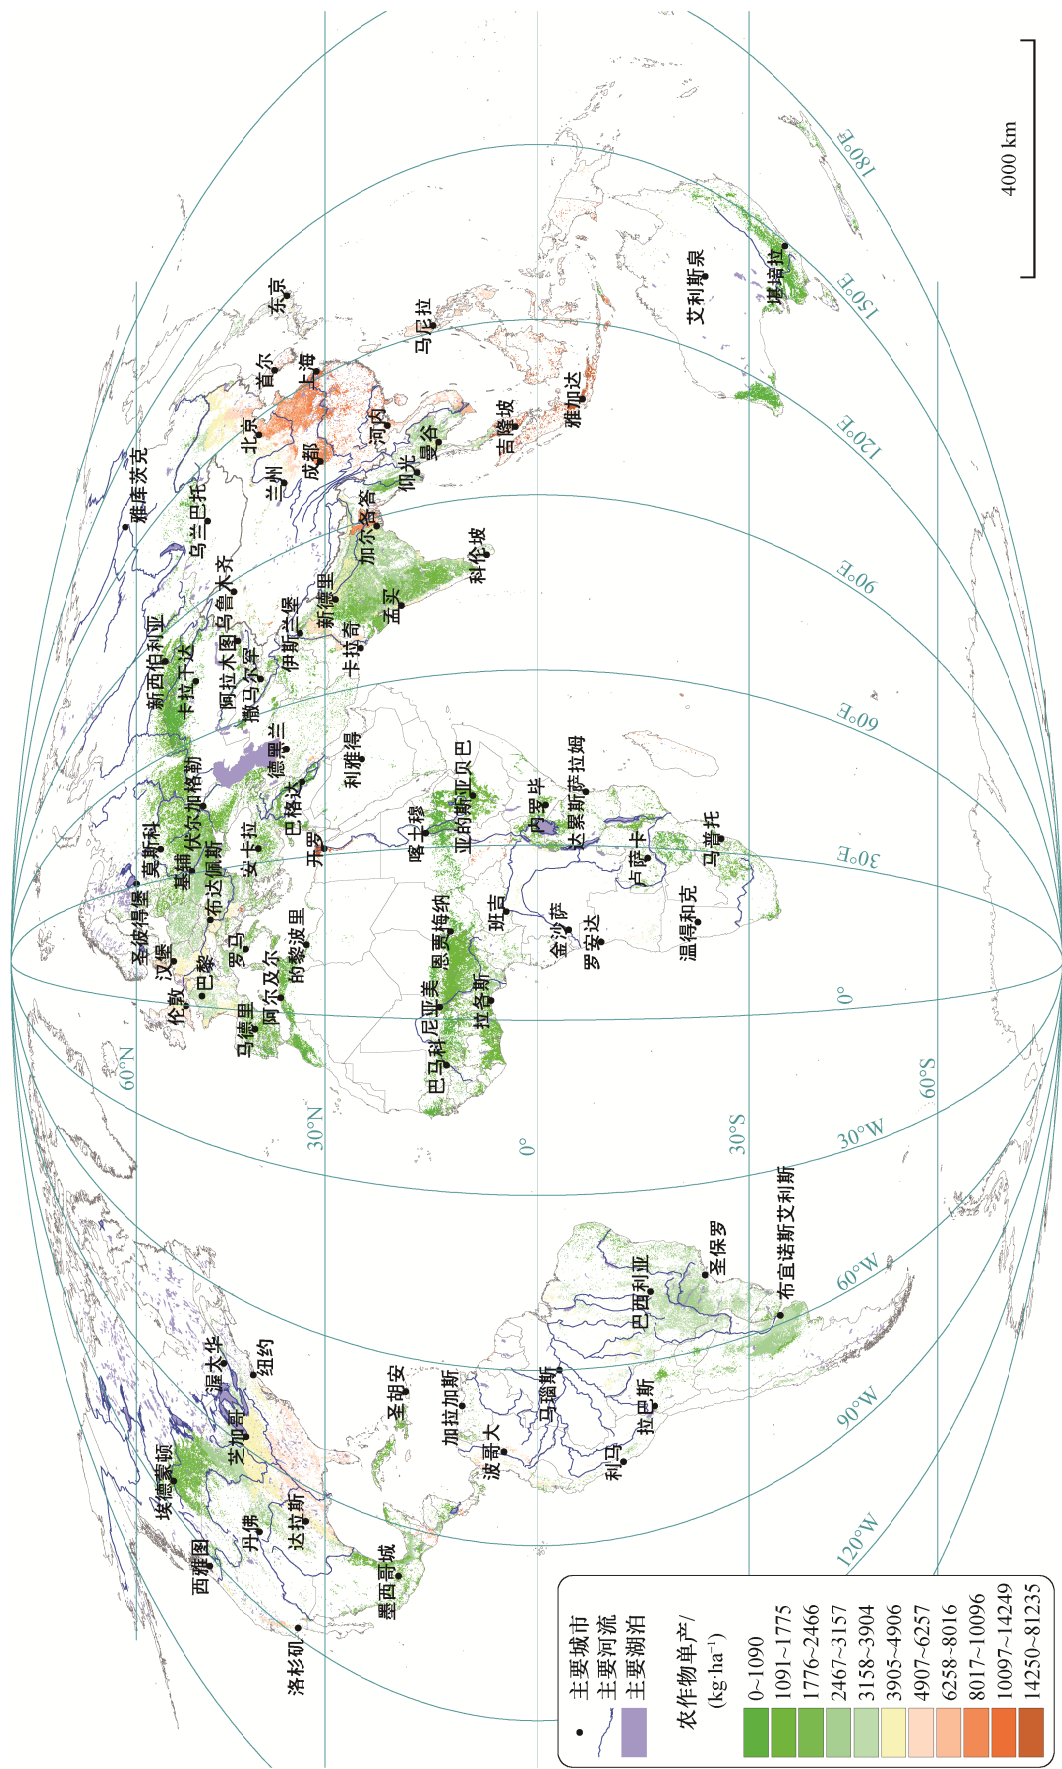 180°E
150°E
120°E
90°E
60°E
30°E
0°
30°W
60°W
90°W
120°W
60°N
30°N
0°
30°S
60°S
4000 km
雅库茨克
东京
首尔
上海
北京
成都
兰州
乌兰巴托
乌鲁木齐
河内
马尼拉
曼谷
仰光
吉隆坡
雅加达
艾利斯泉
堪培拉
加尔各答
科伦坡
孟买
新德里
卡拉奇
伊斯兰堡
阿拉木图
撒马尔罕
新西伯利亚
卡拉干达
德黑兰
利雅得
巴格达
伏尔加格勒
莫斯科
基辅
布达佩斯
安卡拉
开罗
圣彼得堡
汉堡
巴黎
罗马
伦敦
马德里
阿尔及尔
的黎波里
喀土穆
亚的斯亚贝巴
内罗毕
达累斯萨拉姆
恩贾梅纳
尼亚美
巴马科
拉各斯
班吉
金沙萨
罗安达
卢萨卡
马普托
温得和克
渥太华
纽约
芝加哥
埃德蒙顿
丹佛
达拉斯
西雅图
洛杉矶
墨西哥城
圣胡安
加拉加斯
波哥大
马瑙斯
利马
拉巴斯
巴西利亚
圣保罗
布宜诺斯艾利斯
主要城市
主要河流
主要湖泊
农作物单产/
(kg·ha⁻¹)
0~1090
1091~1775
1776~2466
2467~3157
3158~3904
3905~4906
4907~6257
6258~8016
8017~10096
10097~14249
14250~81235